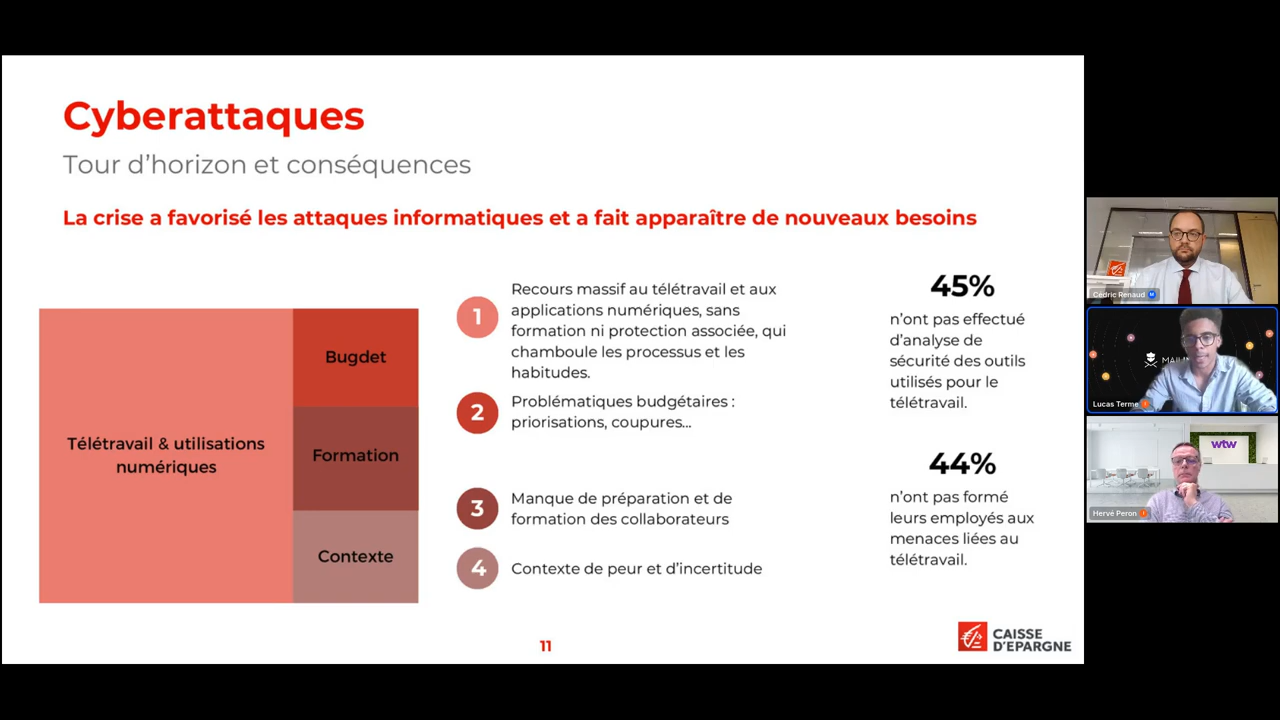 Cyberattaques
Tour d’horizon et conséquences
La crise a favorisé les attaques informatiques et a fait apparaître de nouveaux besoins
Télétravail & utilisations
numériques
Bugdet
Formation
Contexte
1
Recours massif au télétravail et aux
applications numériques, sans
formation ni protection associée, qui
chamboule les processus et les
habitudes.
2
Problématiques budgétaires :
priorisations, coupures...
3
Manque de préparation et de
formation des collaborateurs
4
Contexte de peur et d’incertitude
45%
n’ont pas effectué
d’analyse de
sécurité des outils
utilisés pour le
télétravail.
44%
n’ont pas formé
leurs employés aux
menaces liées au
télétravail.
11
CAISSE
D’EPARGNE
Cédric Renaud
Lucas Terme
wtw
Hervé Peron